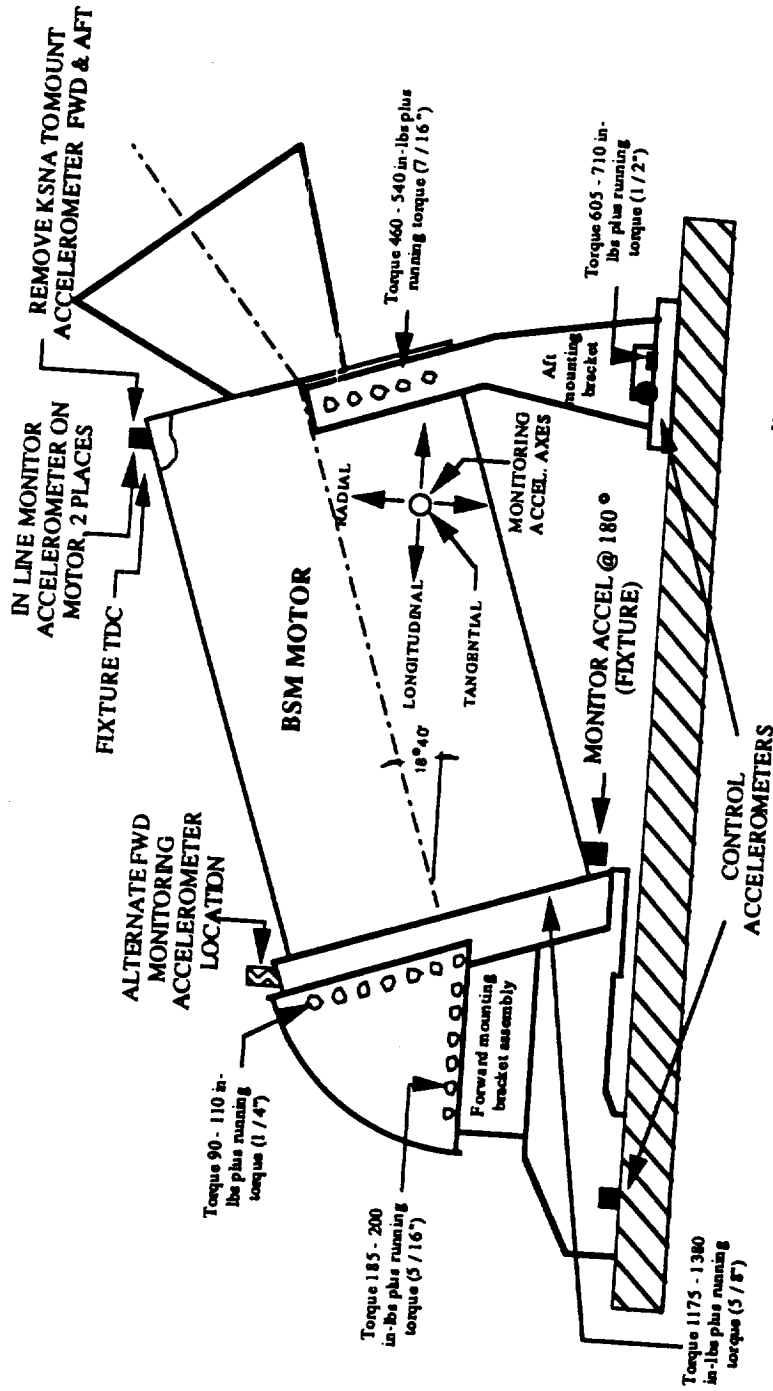 REMOVE KSNA TO MOUNT
ACCELEROMETER FWD & AFT
IN LINE MONITOR
ACCELEROMETER ON
MOTOR, 2 PLACES
FIXTURE TDC
ALTERNATE FWD
MONITORING
ACCELEROMETER
LOCATION
Torque 90 - 110 in-
lbs plus running
torque (1 / 4")
Torque 185 - 200
in-lbs plus running
torque (5 / 16")
Torque 1175 - 1380
in-lbs plus running
torque (5 / 8")
Forward mounting
bracket assembly
BSM MOTOR
18°40'
RADIAL
LONGITUDINAL
TANGENTIAL
MONITORING
ACCEL. AXES
MONITOR ACCEL @ 180°
(FIXTURE)
Torque 460 - 540 in-lbs plus
running torque (7 / 16")
Aft
mounting
bracket
Torque 605 - 710 in-
lbs plus running
torque (1 / 2")
CONTROL
ACCELEROMETERS